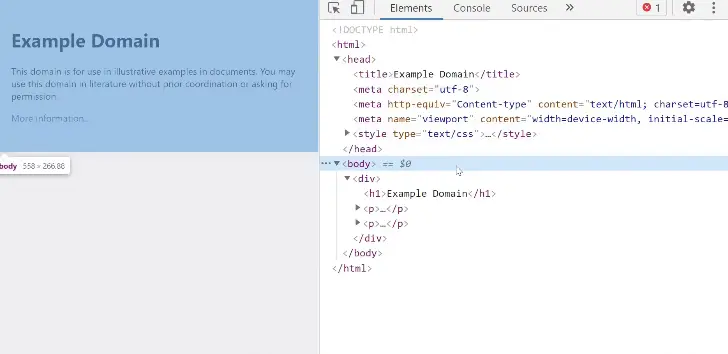 Example Domain
This domain is for use in illustrative examples in documents. You may
use this domain in literature without prior coordination or asking for
permission.
More information...
body 558 × 266.88
Elements Console Sources » 1
<!DOCTYPE html>
<html>
▼<head>
<title>Example Domain</title>
<meta charset="utf-8">
<meta http-equiv="Content-type" content="text/html; charset=utf-8
<meta name="viewport" content="width=device-width, initial-scale=
▶<style type="text/css">…</style>
</head>
…▼<body> == $0
▼<div>
<h1>Example Domain</h1>
▶<p>…</p>
▶<p>…</p>
</div>
</body>
</html>